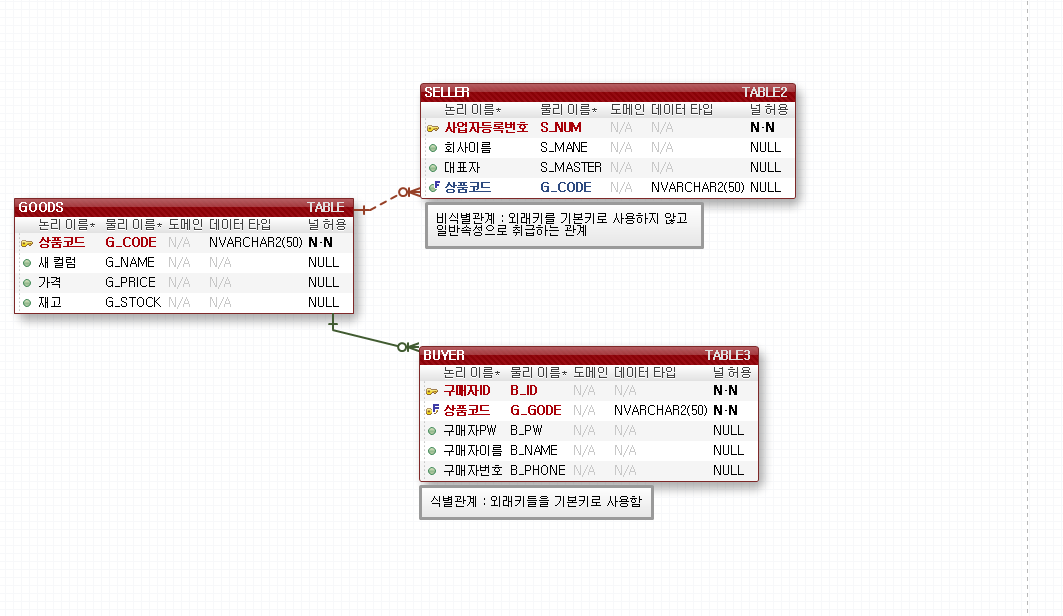 SELLER TABLE2
논리 이름* 물리 이름* 도메인 데이터 타입 널 허용
사업자등록번호 S_NUM N/A N/A N-N
회사이름 S_MANE N/A N/A NULL
대표자 S_MASTER N/A N/A NULL
상품코드 G_CODE N/A NVARCHAR2(50) NULL
비식별관계 : 외래키를 기본키로 사용하지 않고
일반속성으로 취급하는 관계
GOODS TABLE
논리 이름* 물리 이름* 도메인 데이터 타입 널 허용
상품코드 G_CODE N/A NVARCHAR2(50) N-N
새 컬럼 G_NAME N/A N/A NULL
가격 G_PRICE N/A N/A NULL
재고 G_STOCK N/A N/A NULL
BUYER TABLE3
논리 이름* 물리 이름* 도메인 데이터 타입 널 허용
구매자ID B_ID N/A N/A N-N
상품코드 G_GODE N/A NVARCHAR2(50) N-N
구매자PW B_PW N/A N/A NULL
구매자이름 B_NAME N/A N/A NULL
구매자번호 B_PHONE N/A N/A NULL
식별관계 : 외래키들을 기본키로 사용함